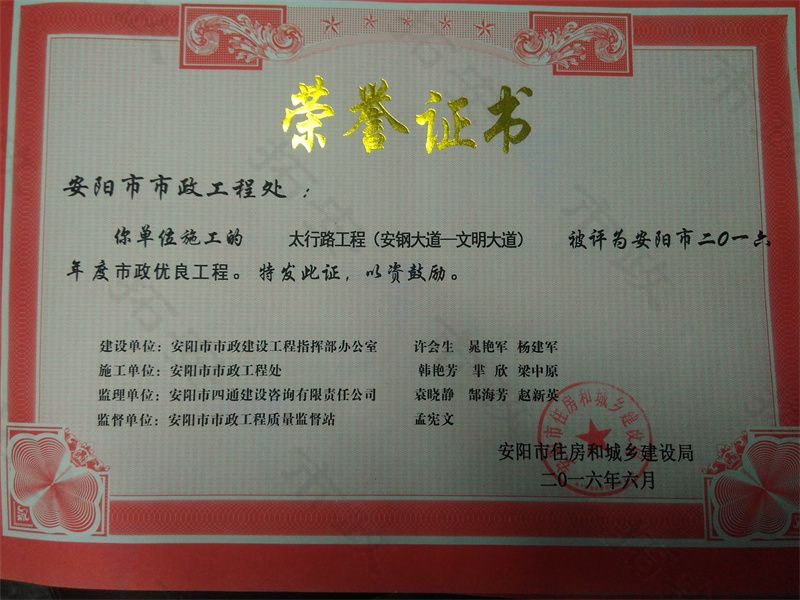 荣誉证书
安阳市市政工程处：
你单位施工的 太行路工程（安钢大道—文明大道） 被评为安阳市二〇一六
年度市政优良工程。特发此证，以资鼓励。
建设单位：安阳市市政建设工程指挥部办公室 许会生 晁艳军 杨建军
施工单位：安阳市市政工程处 韩艳芳 芈 欣 梁中原
监理单位：安阳市四通建设咨询有限责任公司 袁晓静 郜海芳 赵新英
监督单位：安阳市市政工程质量监督站 孟宪文
安阳市住房和城乡建设局
二〇一六年六月